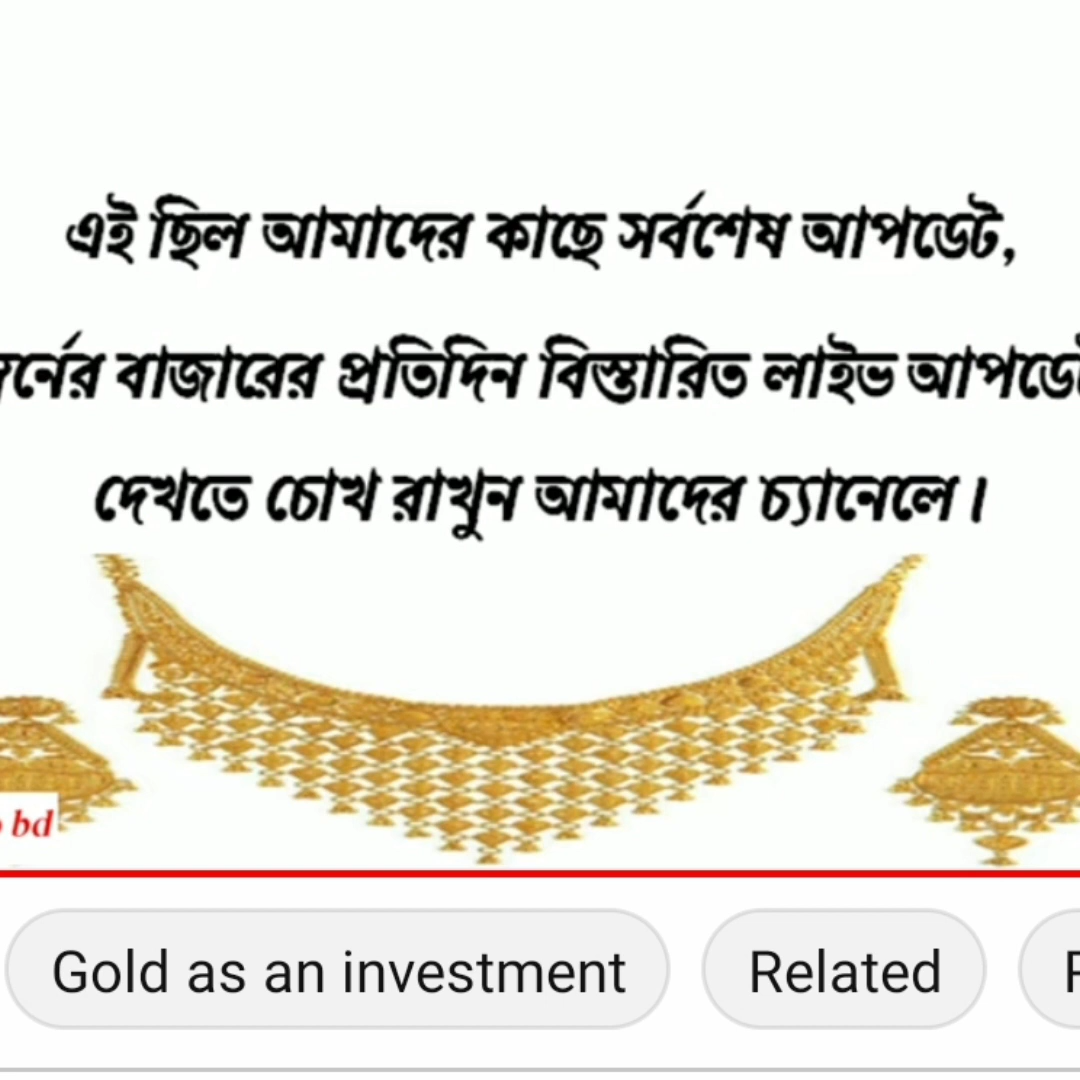 এই ছিল আমাদের কাছে সর্বশেষ আপডেট,
বাজারের প্রতিদিন বিস্তারিত লাইভ
দেখতে চোখ রাখুন আমাদের চ্যানেলে।
bd
Gold as an investment
Related